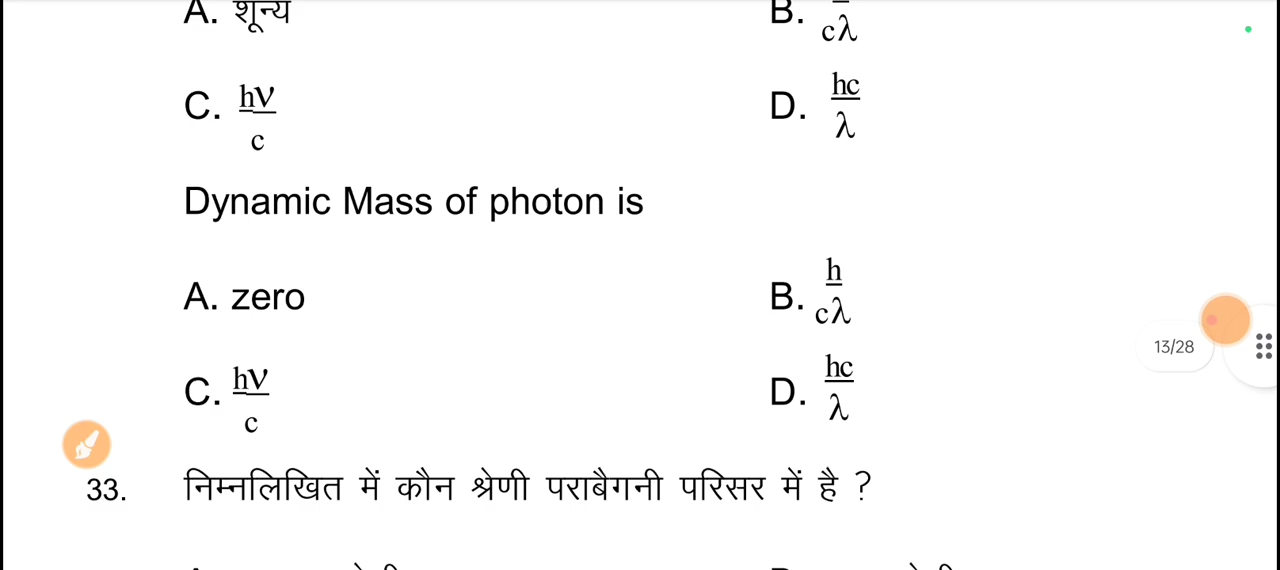 A. शून्य B. cλ
C. hν/c D. hc/λ
Dynamic Mass of photon is
A. zero B. h/cλ
C. hν/c D. hc/λ
13/28
33. निम्नलिखित में कौन श्रेणी पराबैगनी परिसर में है ?